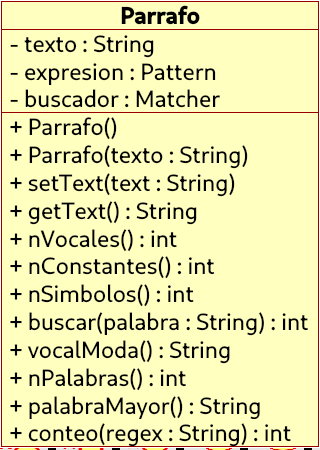 Parrafo
- texto : String
- expresion : Pattern
- buscador : Matcher
+ Parrafo()
+ Parrafo(texto : String)
+ setText(text : String)
+ getText() : String
+ nVocales() : int
+ nConstantes() : int
+ nSimbolos() : int
+ buscar(palabra : String) : int
+ vocalModa() : String
+ nPalabras() : int
+ palabraMayor() : String
+ conteo(regex : String) : int